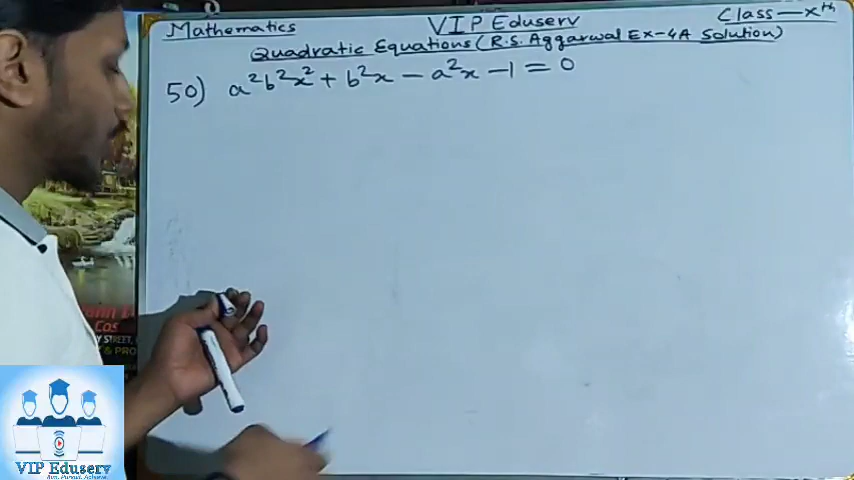 Mathematics
VIP Eduserv
Class-Xth
Quadratic Equations (R.S. Aggarwal Ex-4A Solution)
50) a²b²x² + b²x - a²x - 1 = 0
VIP Eduserv